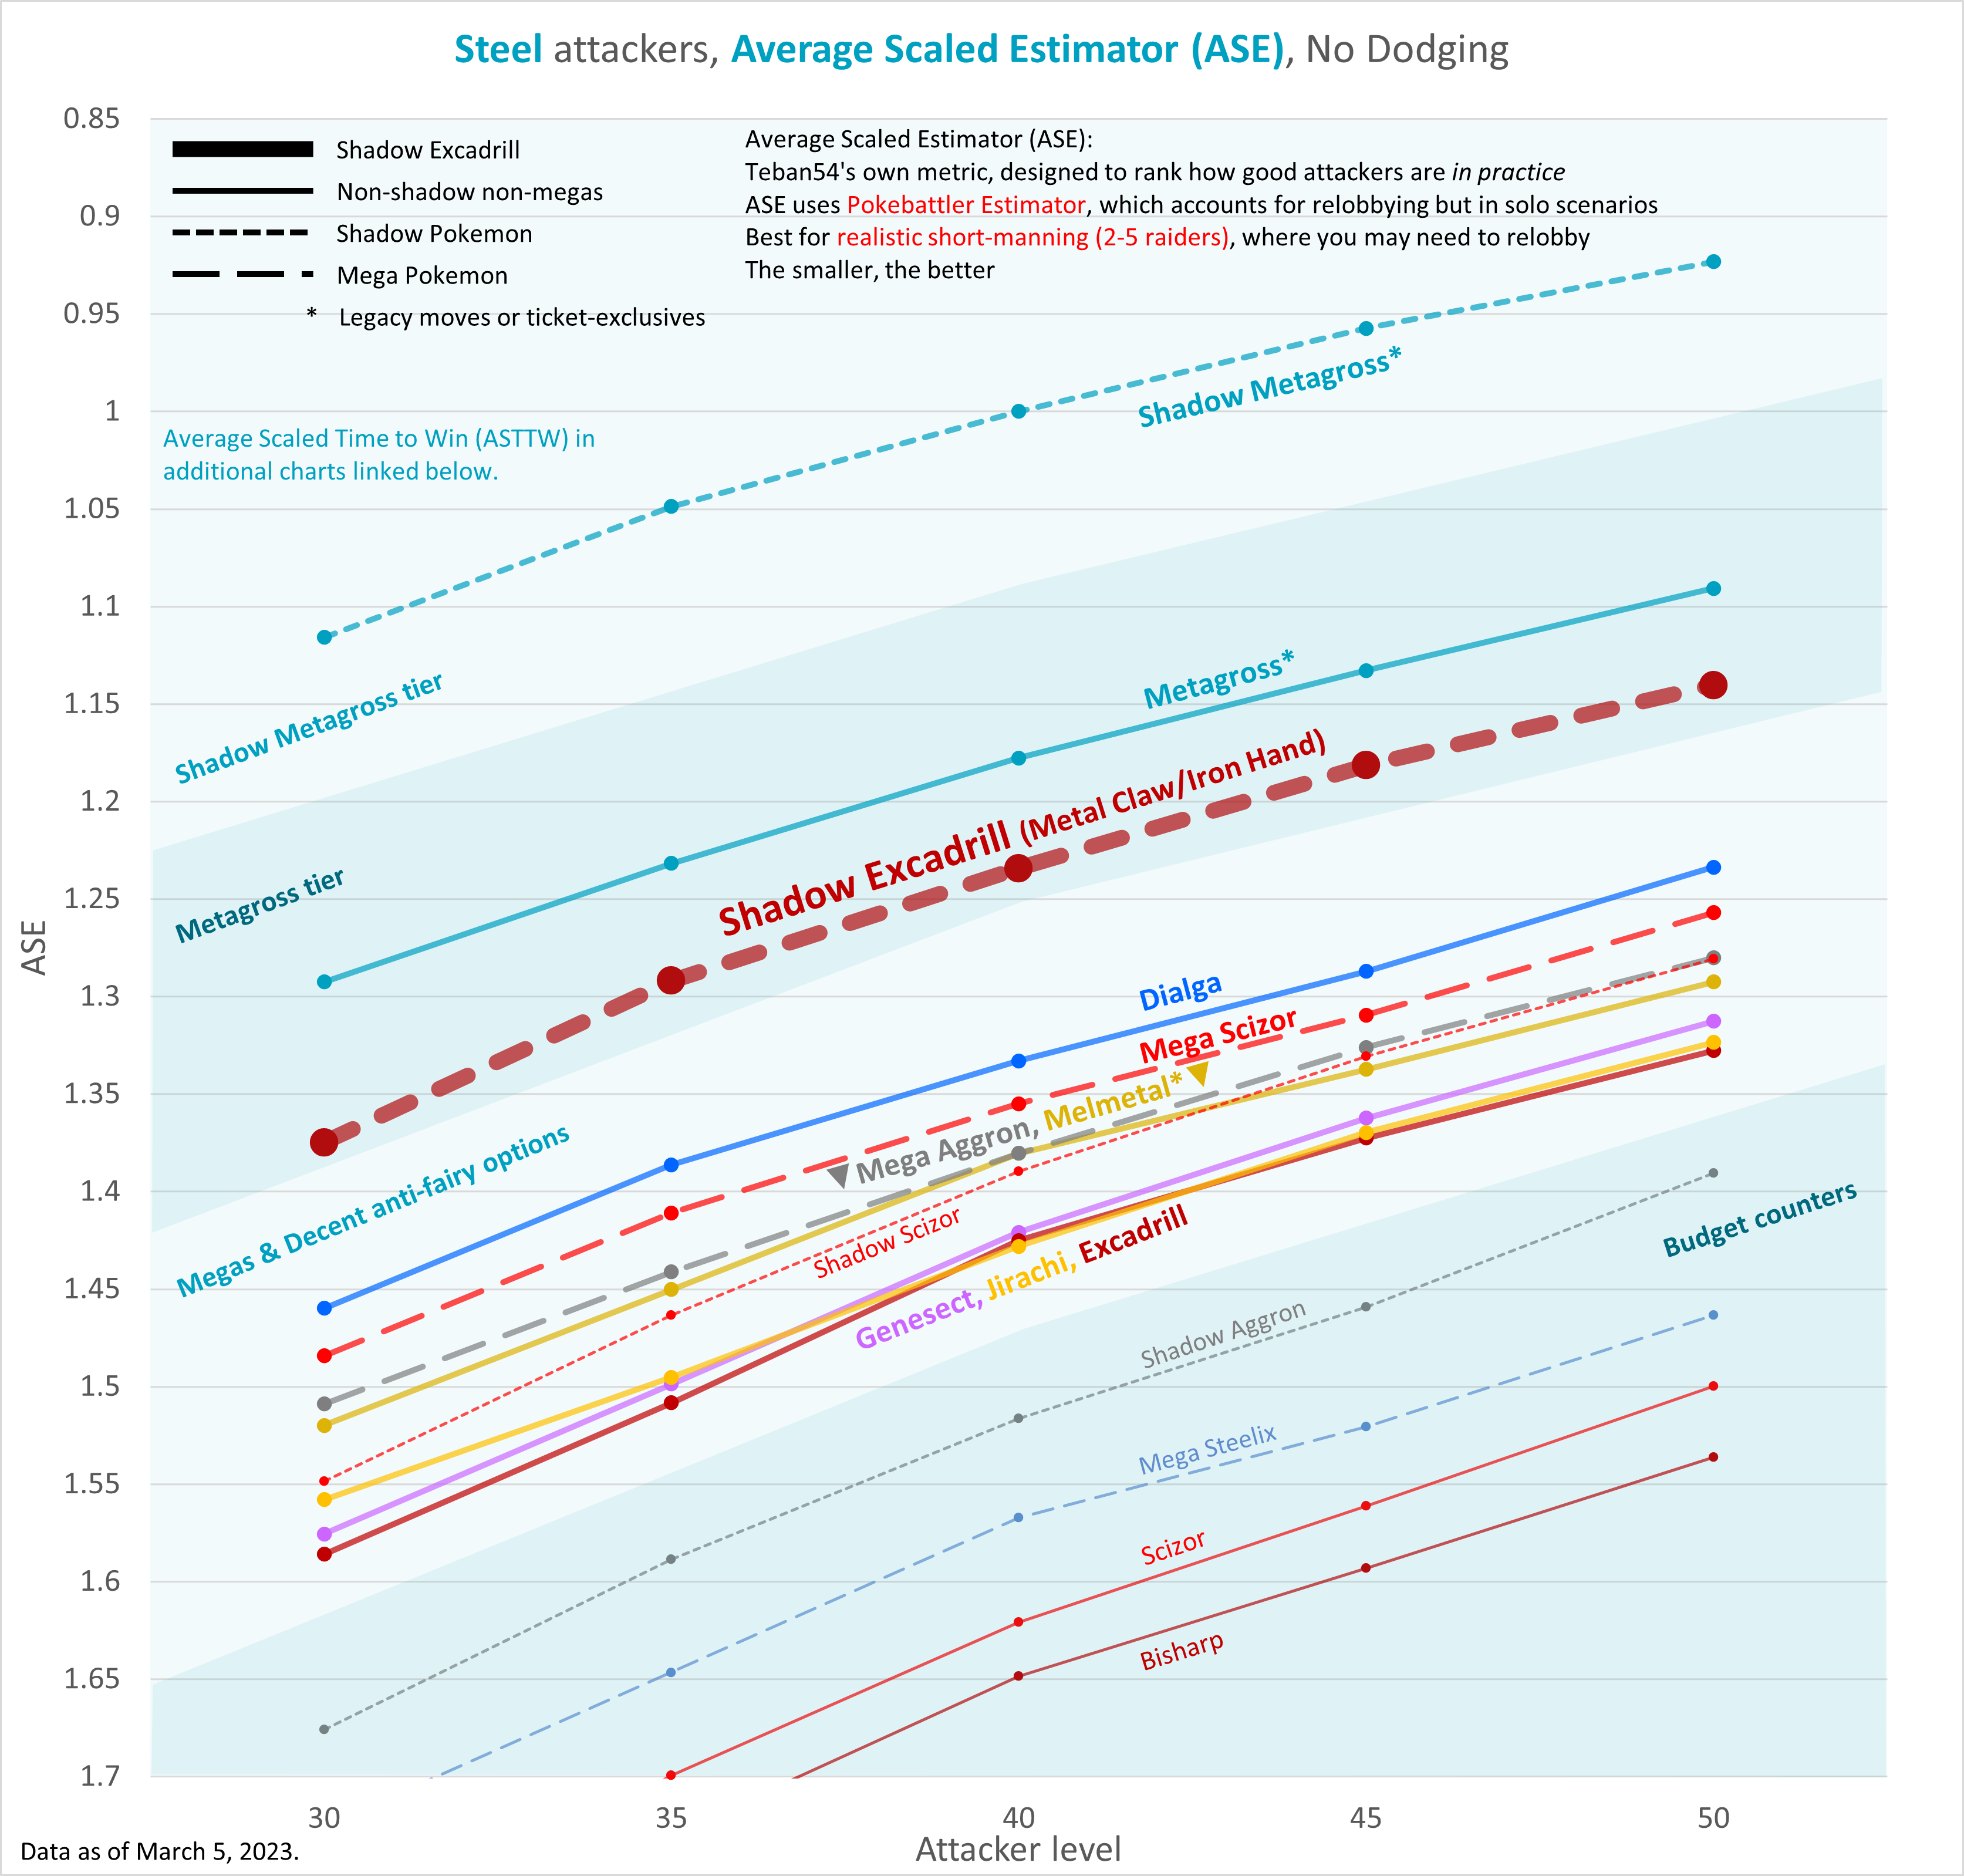 Steel attackers, Average Scaled Estimator (ASE), No Dodging
0.85
0.9
0.95
1
1.05
1.1
1.15
1.2
1.25
1.3
1.35
1.4
1.45
1.5
1.55
1.6
1.65
1.7
ASE
Shadow Excadrill
Non-shadow non-megas
Shadow Pokemon
Mega Pokemon
* Legacy moves or ticket-exclusives
Average Scaled Estimator (ASE):
Teban54's own metric, designed to rank how good attackers are in practice
ASE uses Pokebattler Estimator, which accounts for relobbying but in solo scenarios
Best for realistic short-manning (2-5 raiders), where you may need to relobby
The smaller, the better
Average Scaled Time to Win (ASTTW) in
additional charts linked below.
Shadow Metagross*
Shadow Metagross tier
Metagross*
Metagross tier
Shadow Excadrill (Metal Claw/Iron Hand)
Dialga
Mega Scizor
▼ Mega Aggron, Melmetal* ▼
Megas & Decent anti-fairy options
Shadow Scizor
Genesect, Jirachi, Excadrill
Budget counters
Shadow Aggron
Mega Steelix
Scizor
Bisharp
30
35
40
45
50
Attacker level
Data as of March 5, 2023.